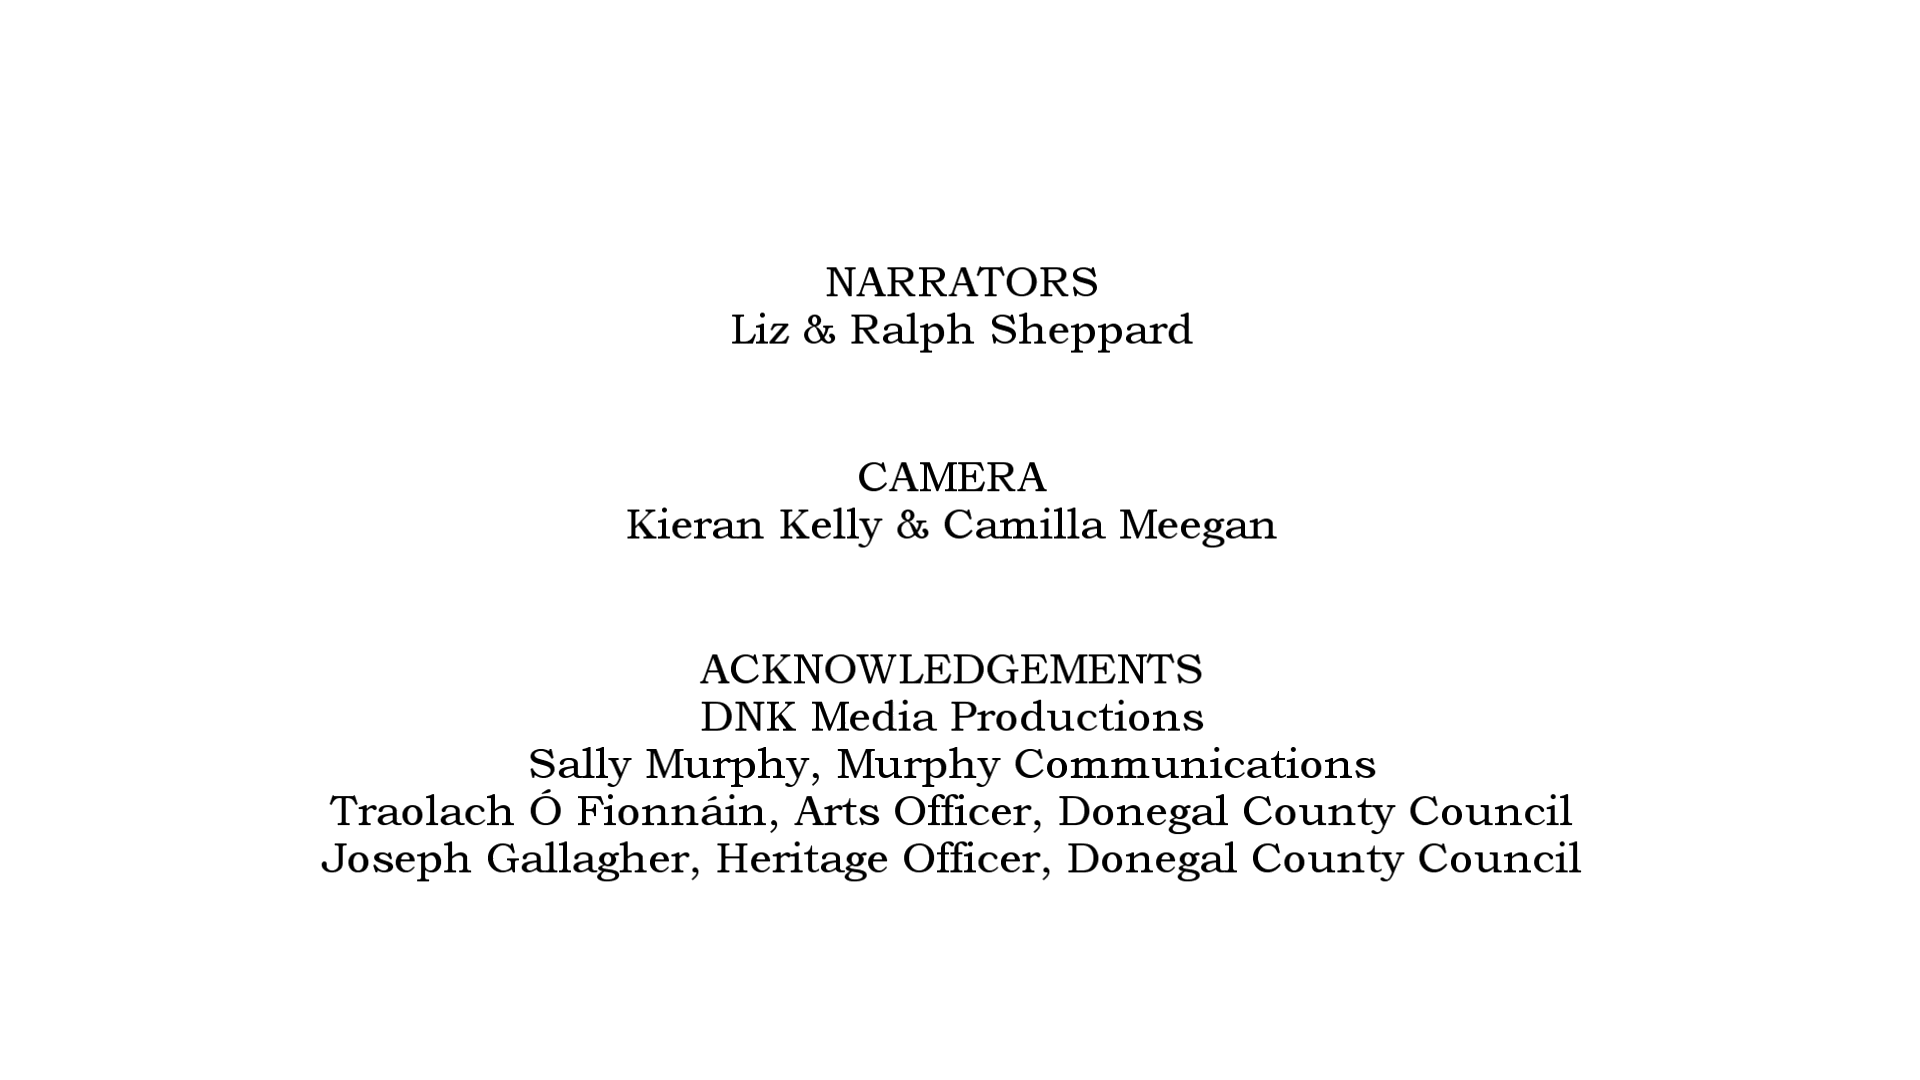 NARRATORS
Liz & Ralph Sheppard
CAMERA
Kieran Kelly & Camilla Meegan
ACKNOWLEDGEMENTS
DNK Media Productions
Sally Murphy, Murphy Communications
Traolach Ó Fionnáin, Arts Officer, Donegal County Council
Joseph Gallagher, Heritage Officer, Donegal County Council